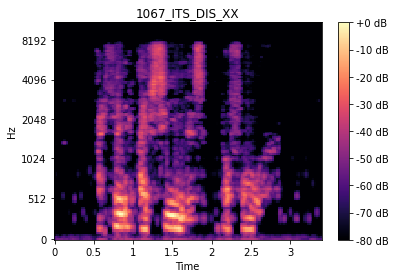 1067_ITS_DIS_XX
+0 dB
8192
-10 dB
4096
-20 dB
-30 dB
2048
Hz
-40 dB
1024
-50 dB
512
-60 dB
-70 dB
0
-80 dB
0 0.5 1 1.5 2 2.5 3
Time